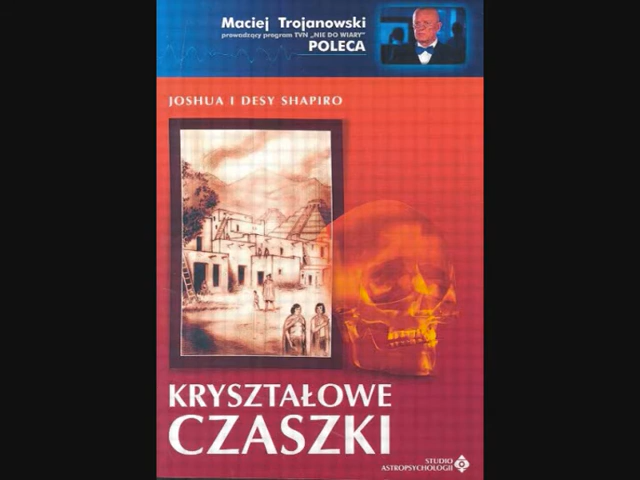 Maciej Trojanowski
prowadzący program TVN „NIE DO WIARY”
POLECA
JOSHUA I DESY SHAPIRO
KRYSZTAŁOWE
CZASZKI
STUDIO
ASTROPSYCHOLOGII